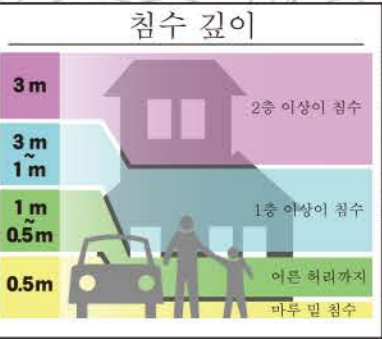 침수 깊이
3 m
2층 이상이 침수
3 m
~
1 m
1층 이상이 침수
1 m
~
0.5m
어른 허리까지
0.5m
마루 밑 침수